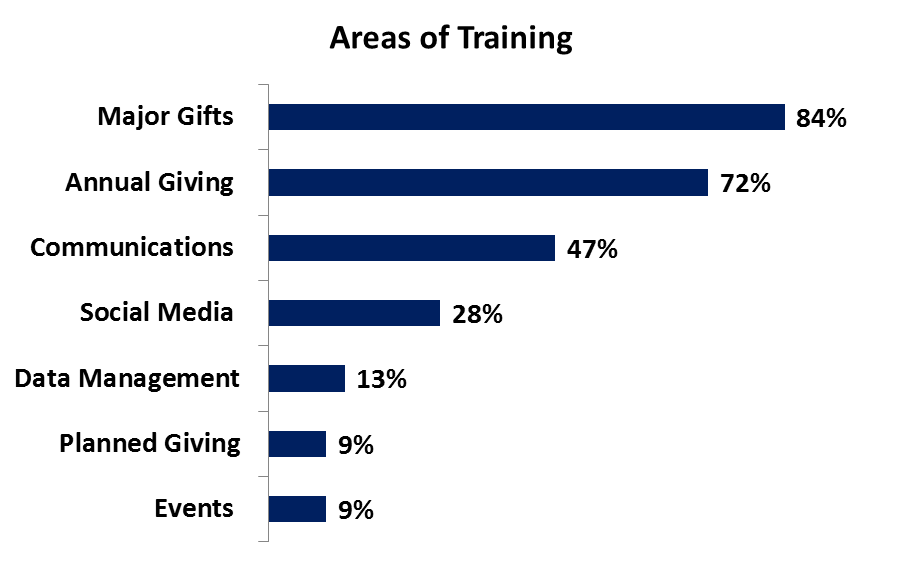 Areas of Training
Major Gifts 84%
Annual Giving 72%
Communications 47%
Social Media 28%
Data Management 13%
Planned Giving 9%
Events 9%